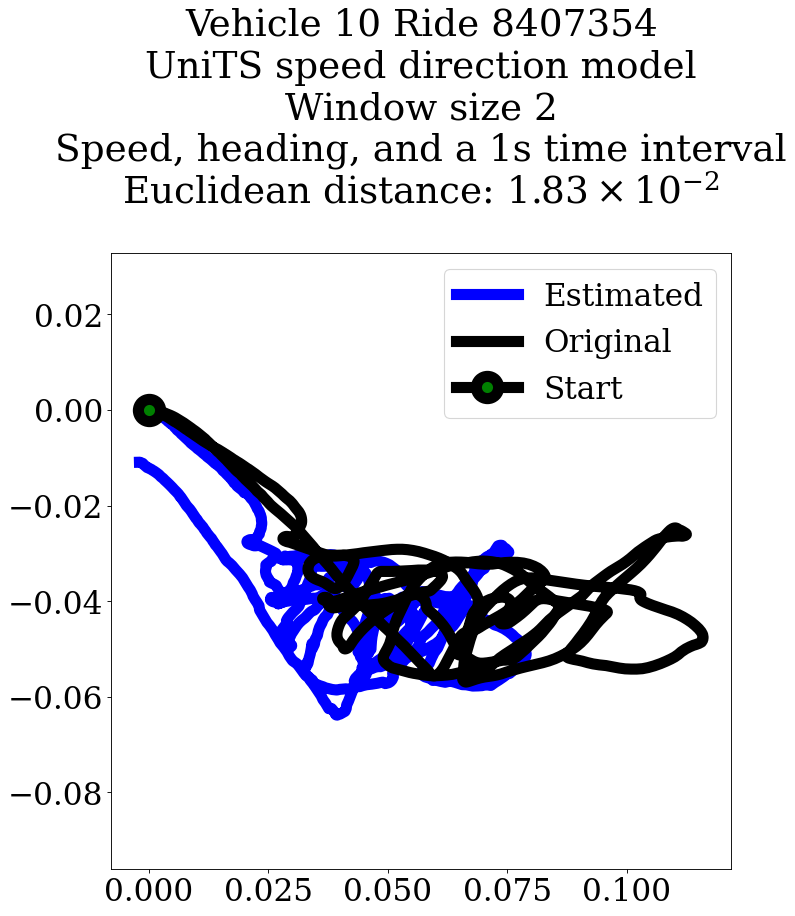 Vehicle 10 Ride 8407354
UniTS speed direction model
Window size 2
Speed, heading, and a 1s time interval
Euclidean distance: 1.83 × 10⁻²
Estimated
Original
Start
0.02
0.00
−0.02
−0.04
−0.06
−0.08
0.000 0.025 0.050 0.075 0.100